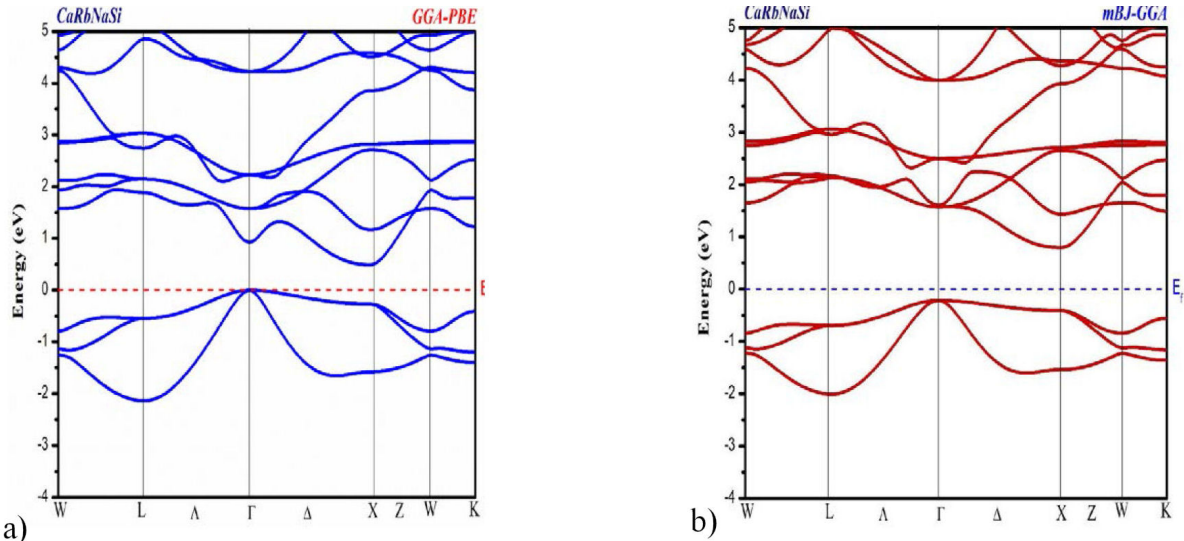 CaRbNaSi
GGA-PBE
5
4
3
2
1
0
-1
-2
-3
-4
Energy (eV)
E
W L Λ Γ Δ X Z W K
a)
CaRbNaSi
mBJ-GGA
5
4
3
2
1
0
-1
-2
-3
-4
Energy (eV)
E_f
W L Λ Γ Δ X Z W K
b)